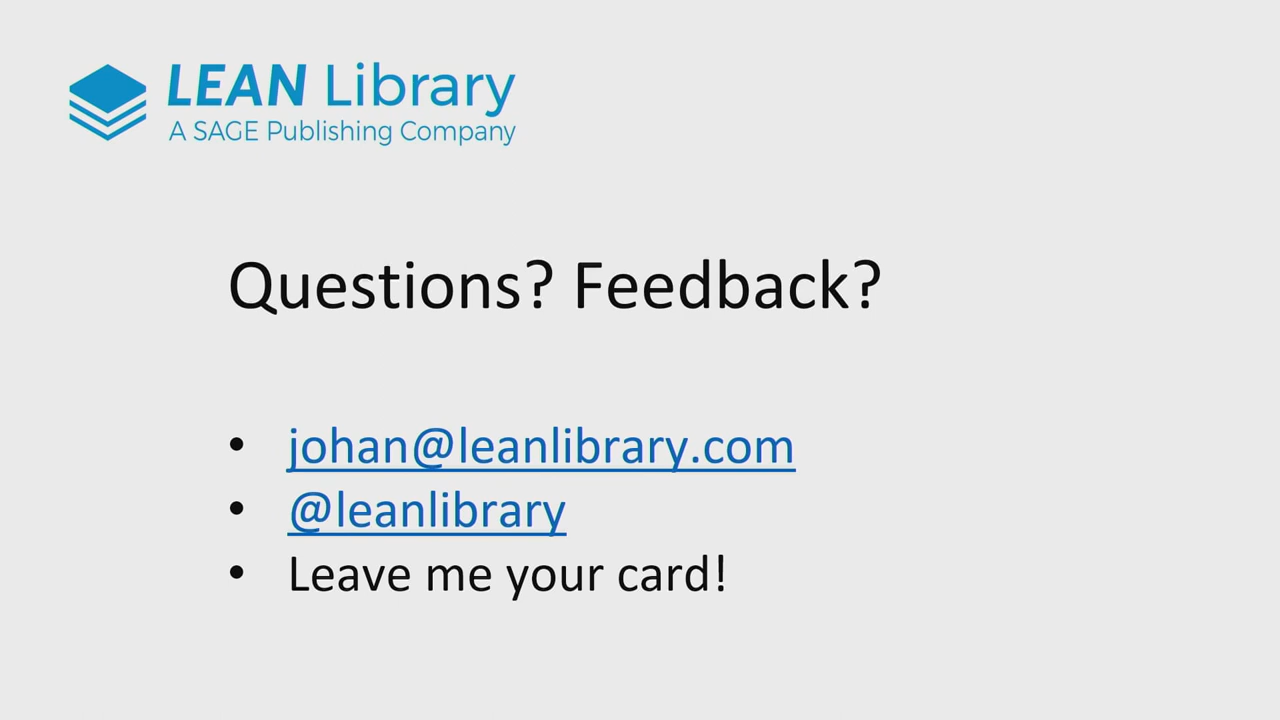 LEAN Library
A SAGE Publishing Company
Questions? Feedback?
• johan@leanlibrary.com
• @leanlibrary
• Leave me your card!